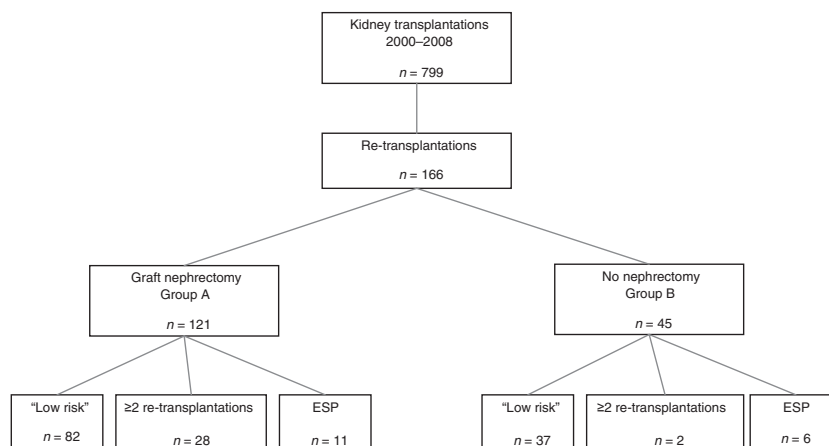 Kidney transplantations
2000–2008
n = 799
Re-transplantations
n = 166
Graft nephrectomy
Group A
n = 121
No nephrectomy
Group B
n = 45
“Low risk”
n = 82
≥2 re-transplantations
n = 28
ESP
n = 11
“Low risk”
n = 37
≥2 re-transplantations
n = 2
ESP
n = 6